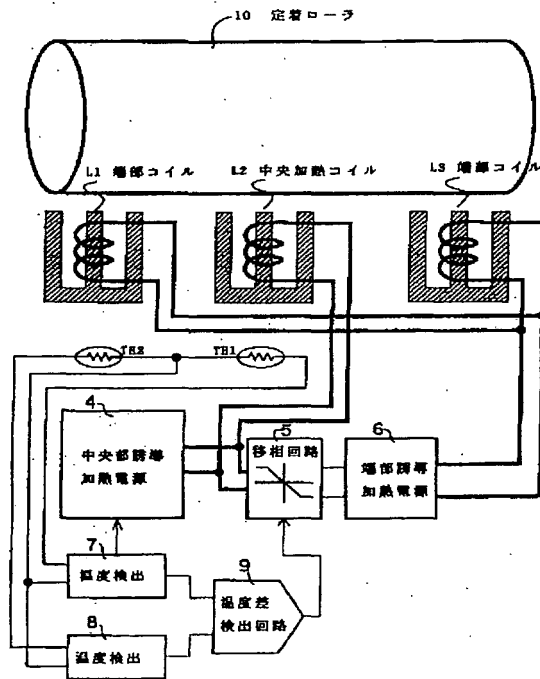 10 定着ローラ
L1 端部コイル
L2 中央加熱コイル
L3 端部コイル
TH2
TH1
4
中央部誘導
加熱電源
5
移相回路
6
端部誘導
加熱電源
7
温度検出
8
温度検出
9
温度差
検出回路